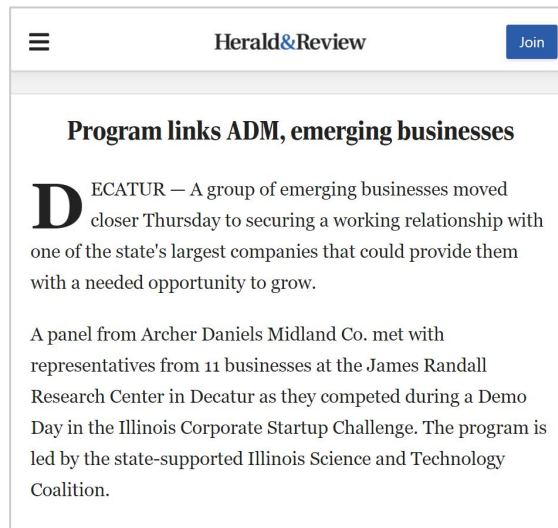 Herald&Review
Join
Program links ADM, emerging businesses
DECATUR — A group of emerging businesses moved
closer Thursday to securing a working relationship with
one of the state's largest companies that could provide them
with a needed opportunity to grow.
A panel from Archer Daniels Midland Co. met with
representatives from 11 businesses at the James Randall
Research Center in Decatur as they competed during a Demo
Day in the Illinois Corporate Startup Challenge. The program is
led by the state-supported Illinois Science and Technology
Coalition.